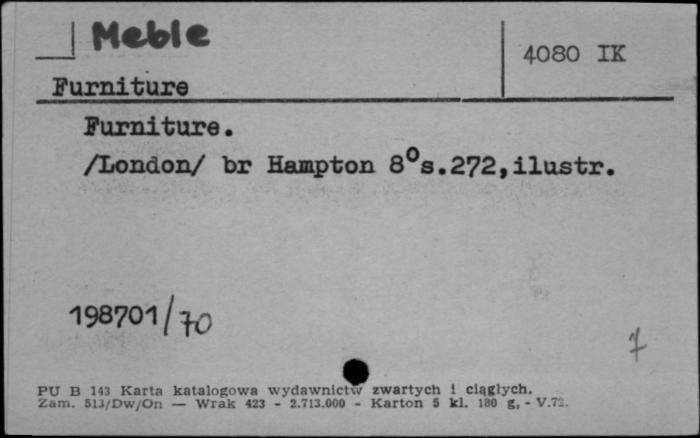 Meble
4080 IK
Furniture
Furniture.
/London/ br Hampton 8⁰s.272,ilustr.
198701/70
7
PU B 143 Karta katalogowa wydawnictw zwartych i ciągłych.
Zam. 513/Dw/On — Wrak 423 - 2.713.000 - Karton 5 kl. 180 g, - V.72.